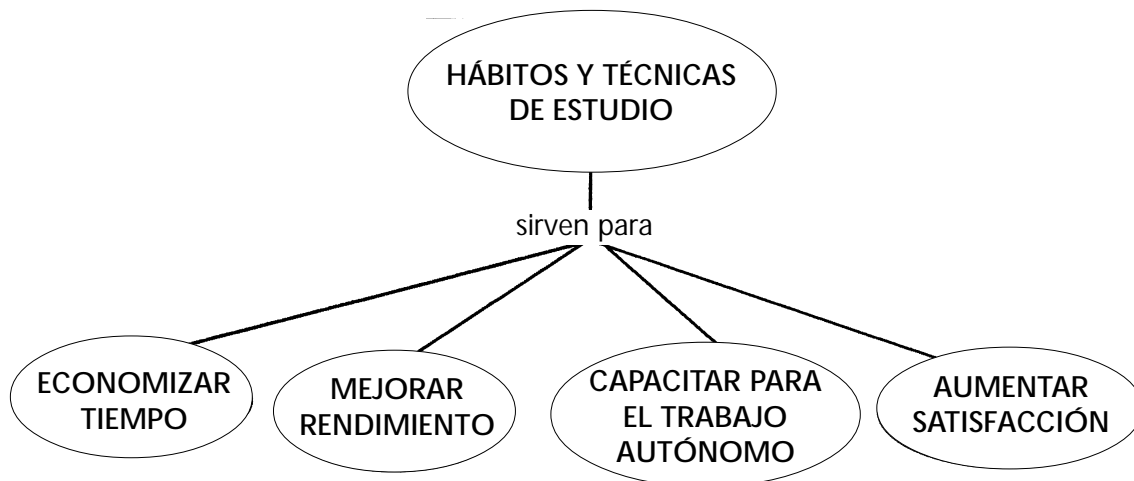 HÁBITOS Y TÉCNICAS
DE ESTUDIO
sirven para
ECONOMIZAR
TIEMPO
MEJORAR
RENDIMIENTO
CAPACITAR PARA
EL TRABAJO
AUTÓNOMO
AUMENTAR
SATISFACCIÓN